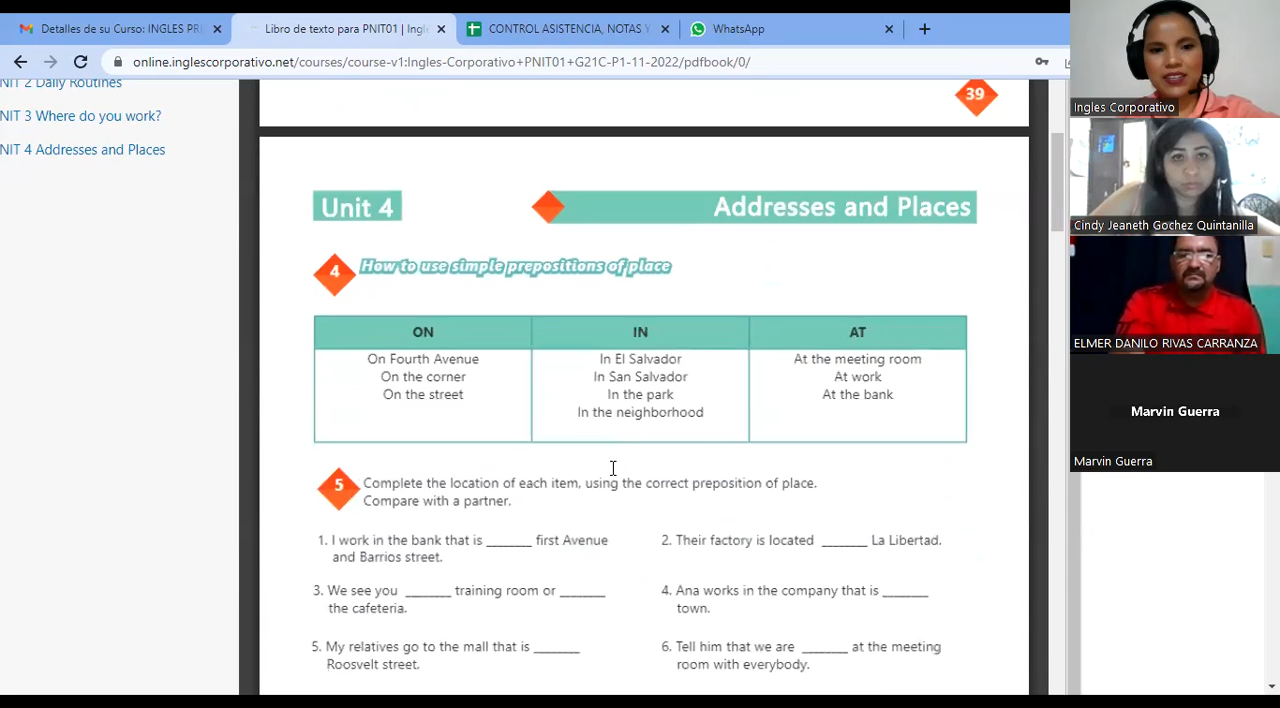 Detalles de su Curso: INGLES PR
Libro de texto para PNIT01 | Ingl
CONTROL ASISTENCIA, NOTAS Y
WhatsApp
online.inglescorporativo.net/courses/course-v1:Ingles-Corporativo+PNIT01+G21C-P1-11-2022/pdfbook/0/
NIT 2 Daily Routines
NIT 3 Where do you work?
NIT 4 Addresses and Places
39
Unit 4
Addresses and Places
4
How to use simple prepositions of place
ON IN AT
On Fourth Avenue In El Salvador At the meeting room
On the corner In San Salvador At work
On the street In the park At the bank
In the neighborhood
5 Complete the location of each item, using the correct preposition of place.
Compare with a partner.
1. I work in the bank that is _______ first Avenue
and Barrios street.
2. Their factory is located _______ La Libertad.
3. We see you _______ training room or _______
the cafeteria.
4. Ana works in the company that is _______
town.
5. My relatives go to the mall that is _______
Roosvelt street.
6. Tell him that we are _______ at the meeting
room with everybody.
Ingles Corporativo
Cindy Jeaneth Gochez Quintanilla
ELMER DANILO RIVAS CARRANZA
Marvin Guerra
Marvin Guerra